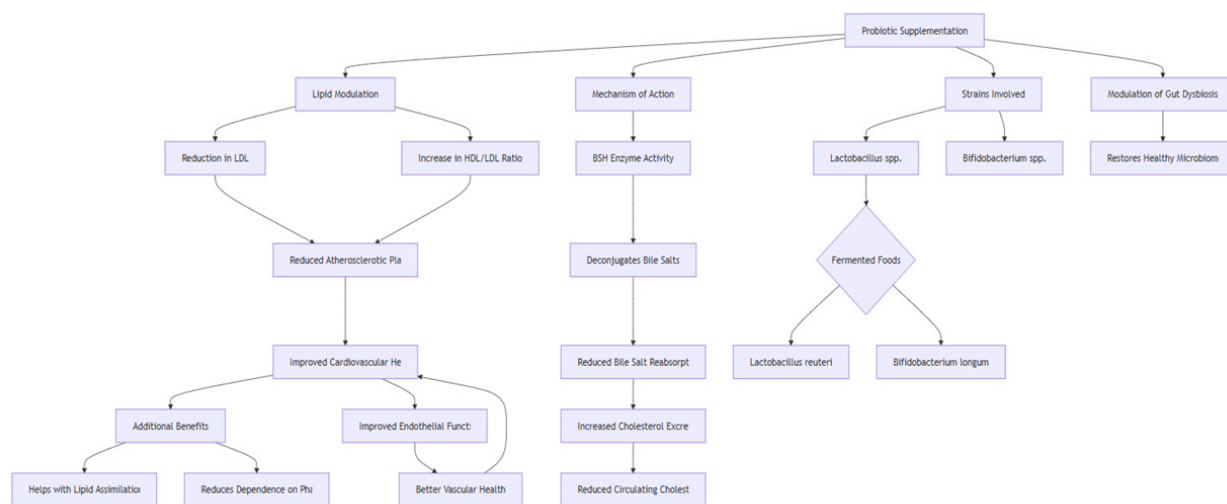 Probiotic Supplementation
Lipid Modulation
Mechanism of Action
Strains Involved
Modulation of Gut Dysbiosis
Reduction in LDL
Increase in HDL/LDL Ratio
BSH Enzyme Activity
Lactobacillus spp.
Bifidobacterium spp.
Restores Healthy Microbiom
Reduced Atherosclerotic Pla
Deconjugates Bile Salts
Fermented Foods
Improved Cardiovascular He
Reduced Bile Salt Reabsorpt
Lactobacillus reuteri
Bifidobacterium longum
Additional Benefits
Improved Endothelial Functi
Increased Cholesterol Excre
Helps with Lipid Assimilation
Reduces Dependence on Pha
Better Vascular Health
Reduced Circulating Cholest